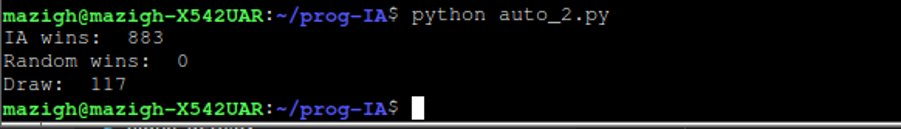 mazigh@mazigh-X542UAR:~/prog-IA$ python auto_2.py
IA wins:  883
Random wins:  0
Draw:  117
mazigh@mazigh-X542UAR:~/prog-IA$